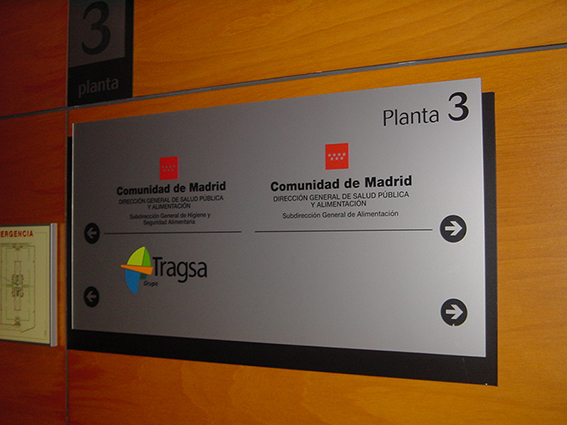 3
planta
Planta 3
Comunidad de Madrid
DIRECCIÓN GENERAL DE SALUD PÚBLICA
Y ALIMENTACIÓN
Subdirección General de Higiene y
Seguridad Alimentaria
Comunidad de Madrid
DIRECCIÓN GENERAL DE SALUD PÚBLICA
Y ALIMENTACIÓN
Subdirección General de Alimentación
Tragsa
Grupo